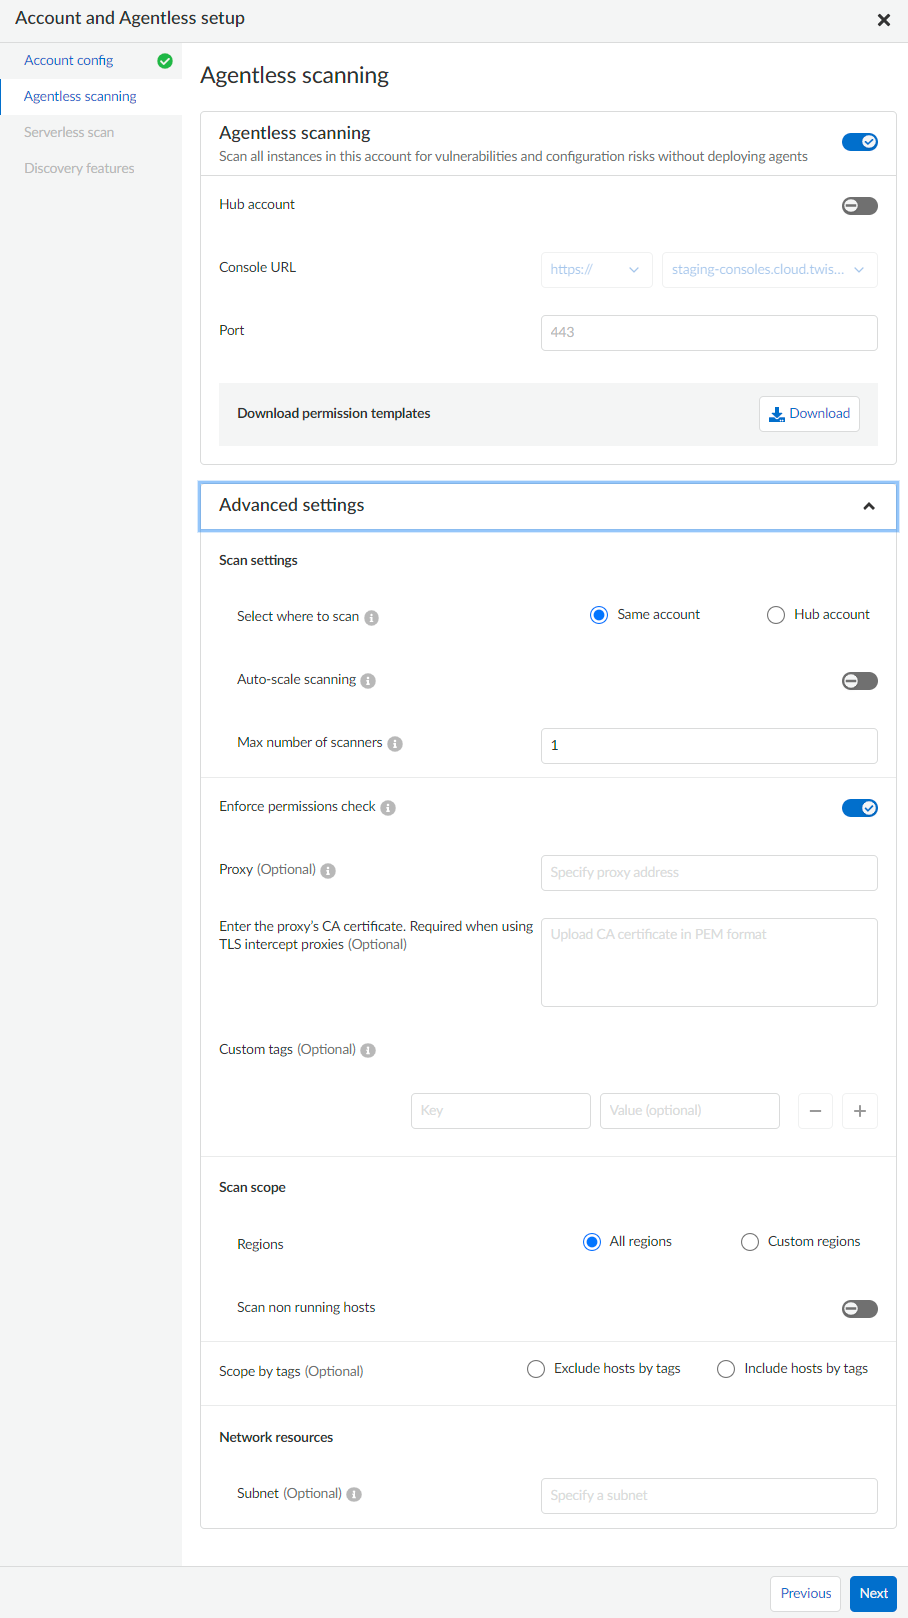 Account and Agentless setup
Account config
Agentless scanning
Serverless scan
Discovery features
Agentless scanning
Agentless scanning
Scan all instances in this account for vulnerabilities and configuration risks without deploying agents
Hub account
Console URL
https://
staging-consoles.cloud.twis...
Port
443
Download permission templates
Download
Advanced settings
Scan settings
Select where to scan
Same account
Hub account
Auto-scale scanning
Max number of scanners
1
Enforce permissions check
Proxy (Optional)
Specify proxy address
Enter the proxy's CA certificate. Required when using
TLS intercept proxies (Optional)
Upload CA certificate in PEM format
Custom tags (Optional)
Key
Value (optional)
Scan scope
Regions
All regions
Custom regions
Scan non running hosts
Scope by tags (Optional)
Exclude hosts by tags
Include hosts by tags
Network resources
Subnet (Optional)
Specify a subnet
Previous
Next